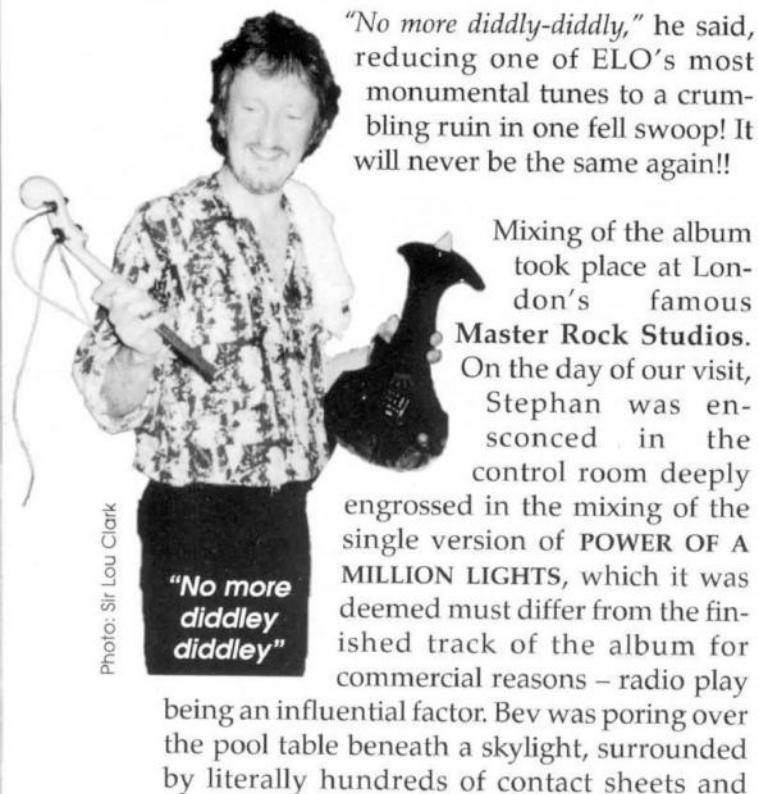 "No more diddly-diddly," he said,
reducing one of ELO's most
monumental tunes to a crum-
bling ruin in one fell swoop! It
will never be the same again!!
Mixing of the album
took place at Lon-
don's famous
Master Rock Studios.
On the day of our visit,
Stephan was en-
sconced in the
control room deeply
engrossed in the mixing of the
single version of POWER OF A
MILLION LIGHTS, which it was
deemed must differ from the fin-
ished track of the album for
commercial reasons – radio play
being an influential factor. Bev was poring over
the pool table beneath a skylight, surrounded
by literally hundreds of contact sheets and
Photo: Sir Lou Clark
"No more
diddley
diddley"